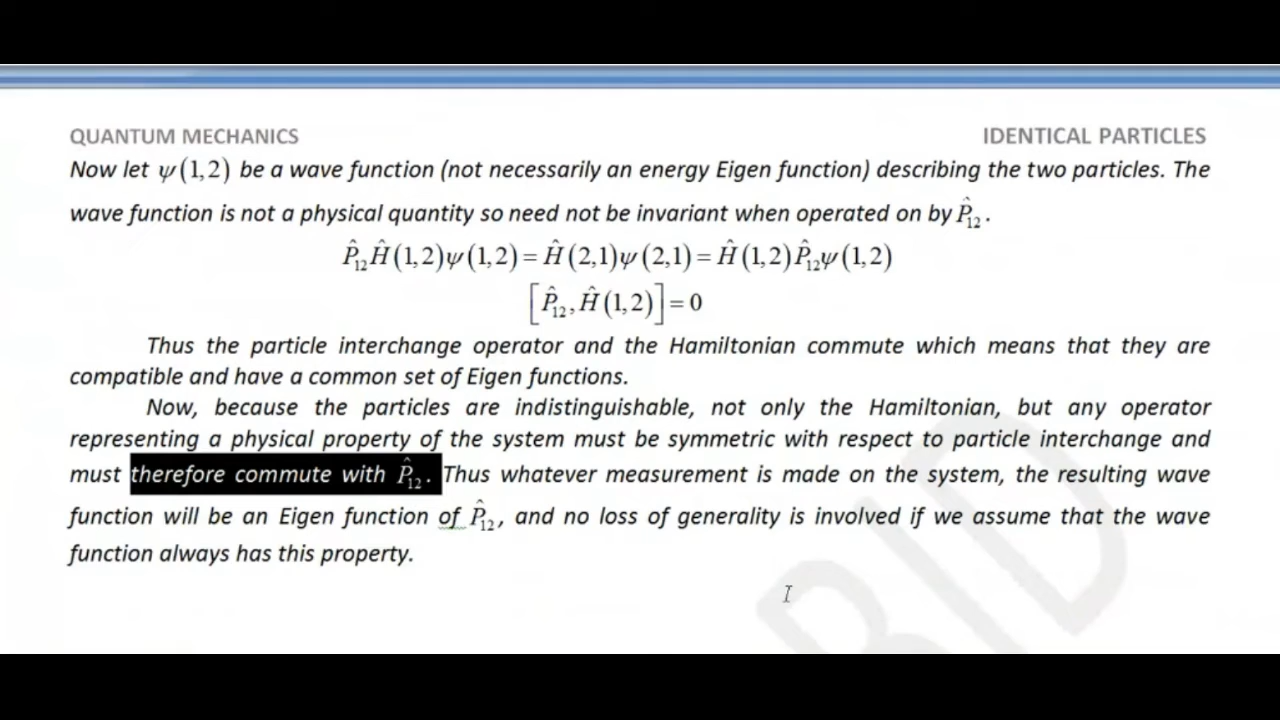 QUANTUM MECHANICS IDENTICAL PARTICLES
Now let ψ(1,2) be a wave function (not necessarily an energy Eigen function) describing the two particles. The
wave function is not a physical quantity so need not be invariant when operated on by P̂₁₂.
P̂₁₂Ĥ(1,2)ψ(1,2) = Ĥ(2,1)ψ(2,1) = Ĥ(1,2)P̂₁₂ψ(1,2)
[P̂₁₂, Ĥ(1,2)] = 0
Thus the particle interchange operator and the Hamiltonian commute which means that they are
compatible and have a common set of Eigen functions.
Now, because the particles are indistinguishable, not only the Hamiltonian, but any operator
representing a physical property of the system must be symmetric with respect to particle interchange and
must therefore commute with P̂₁₂. Thus whatever measurement is made on the system, the resulting wave
function will be an Eigen function of P̂₁₂, and no loss of generality is involved if we assume that the wave
function always has this property.